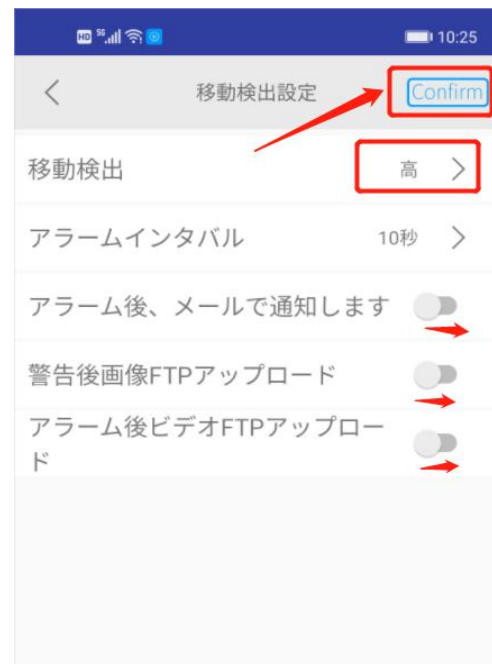 HD 5G 10:25
移動検出設定 Confirm
移動検出 高
アラームインタバル 10秒
アラーム後、メールで通知します
警告後画像FTPアップロード
アラーム後ビデオFTPアップロー
ド